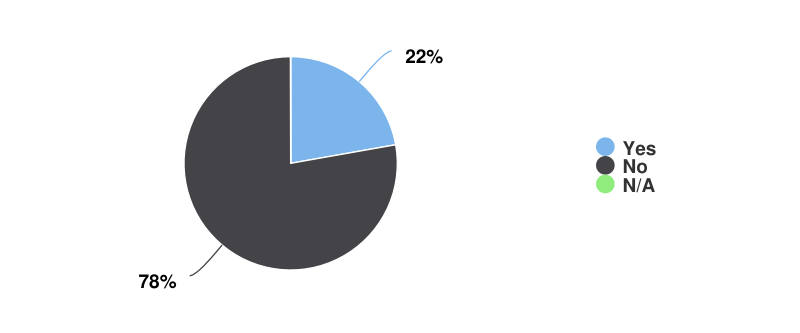 22%
Yes
No
N/A
78%